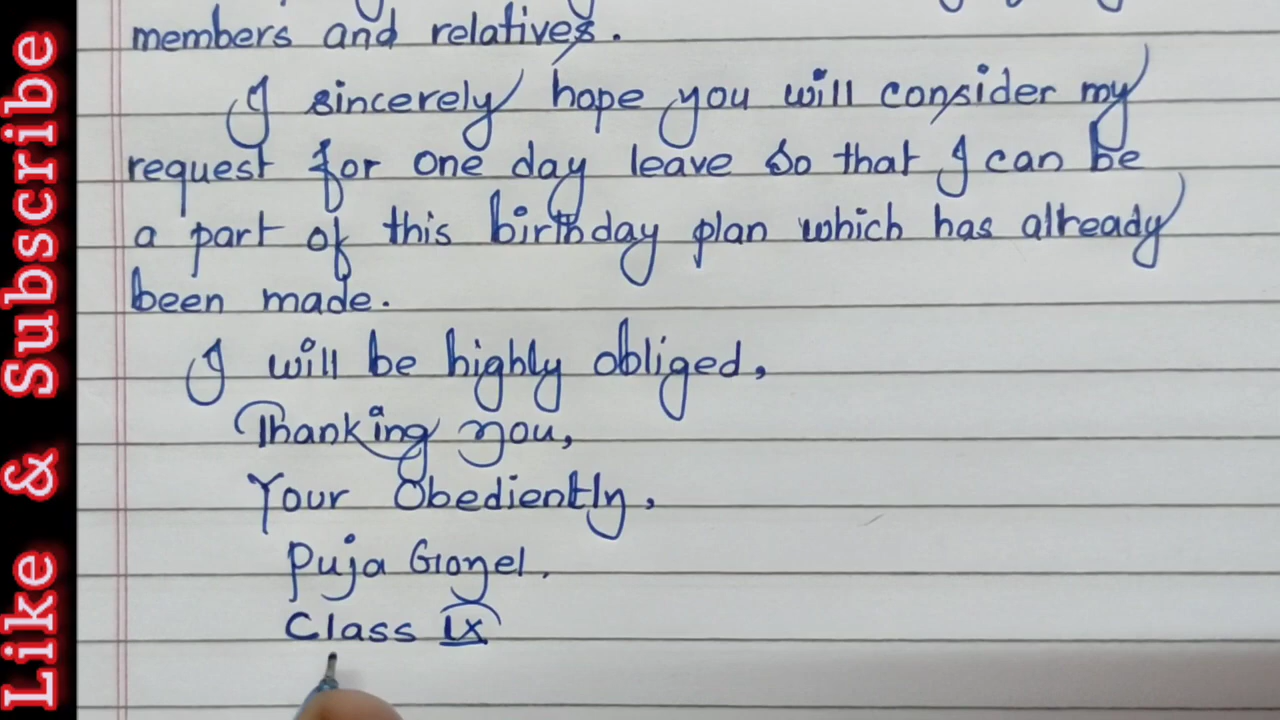 members and relatives.
I sincerely hope you will consider my
request for one day leave so that I can be
a part of this birthday plan which has already
been made.
I will be highly obliged,
Thanking you,
Your Obediently,
Puja Goyel.
Class IX
Like & Subscribe